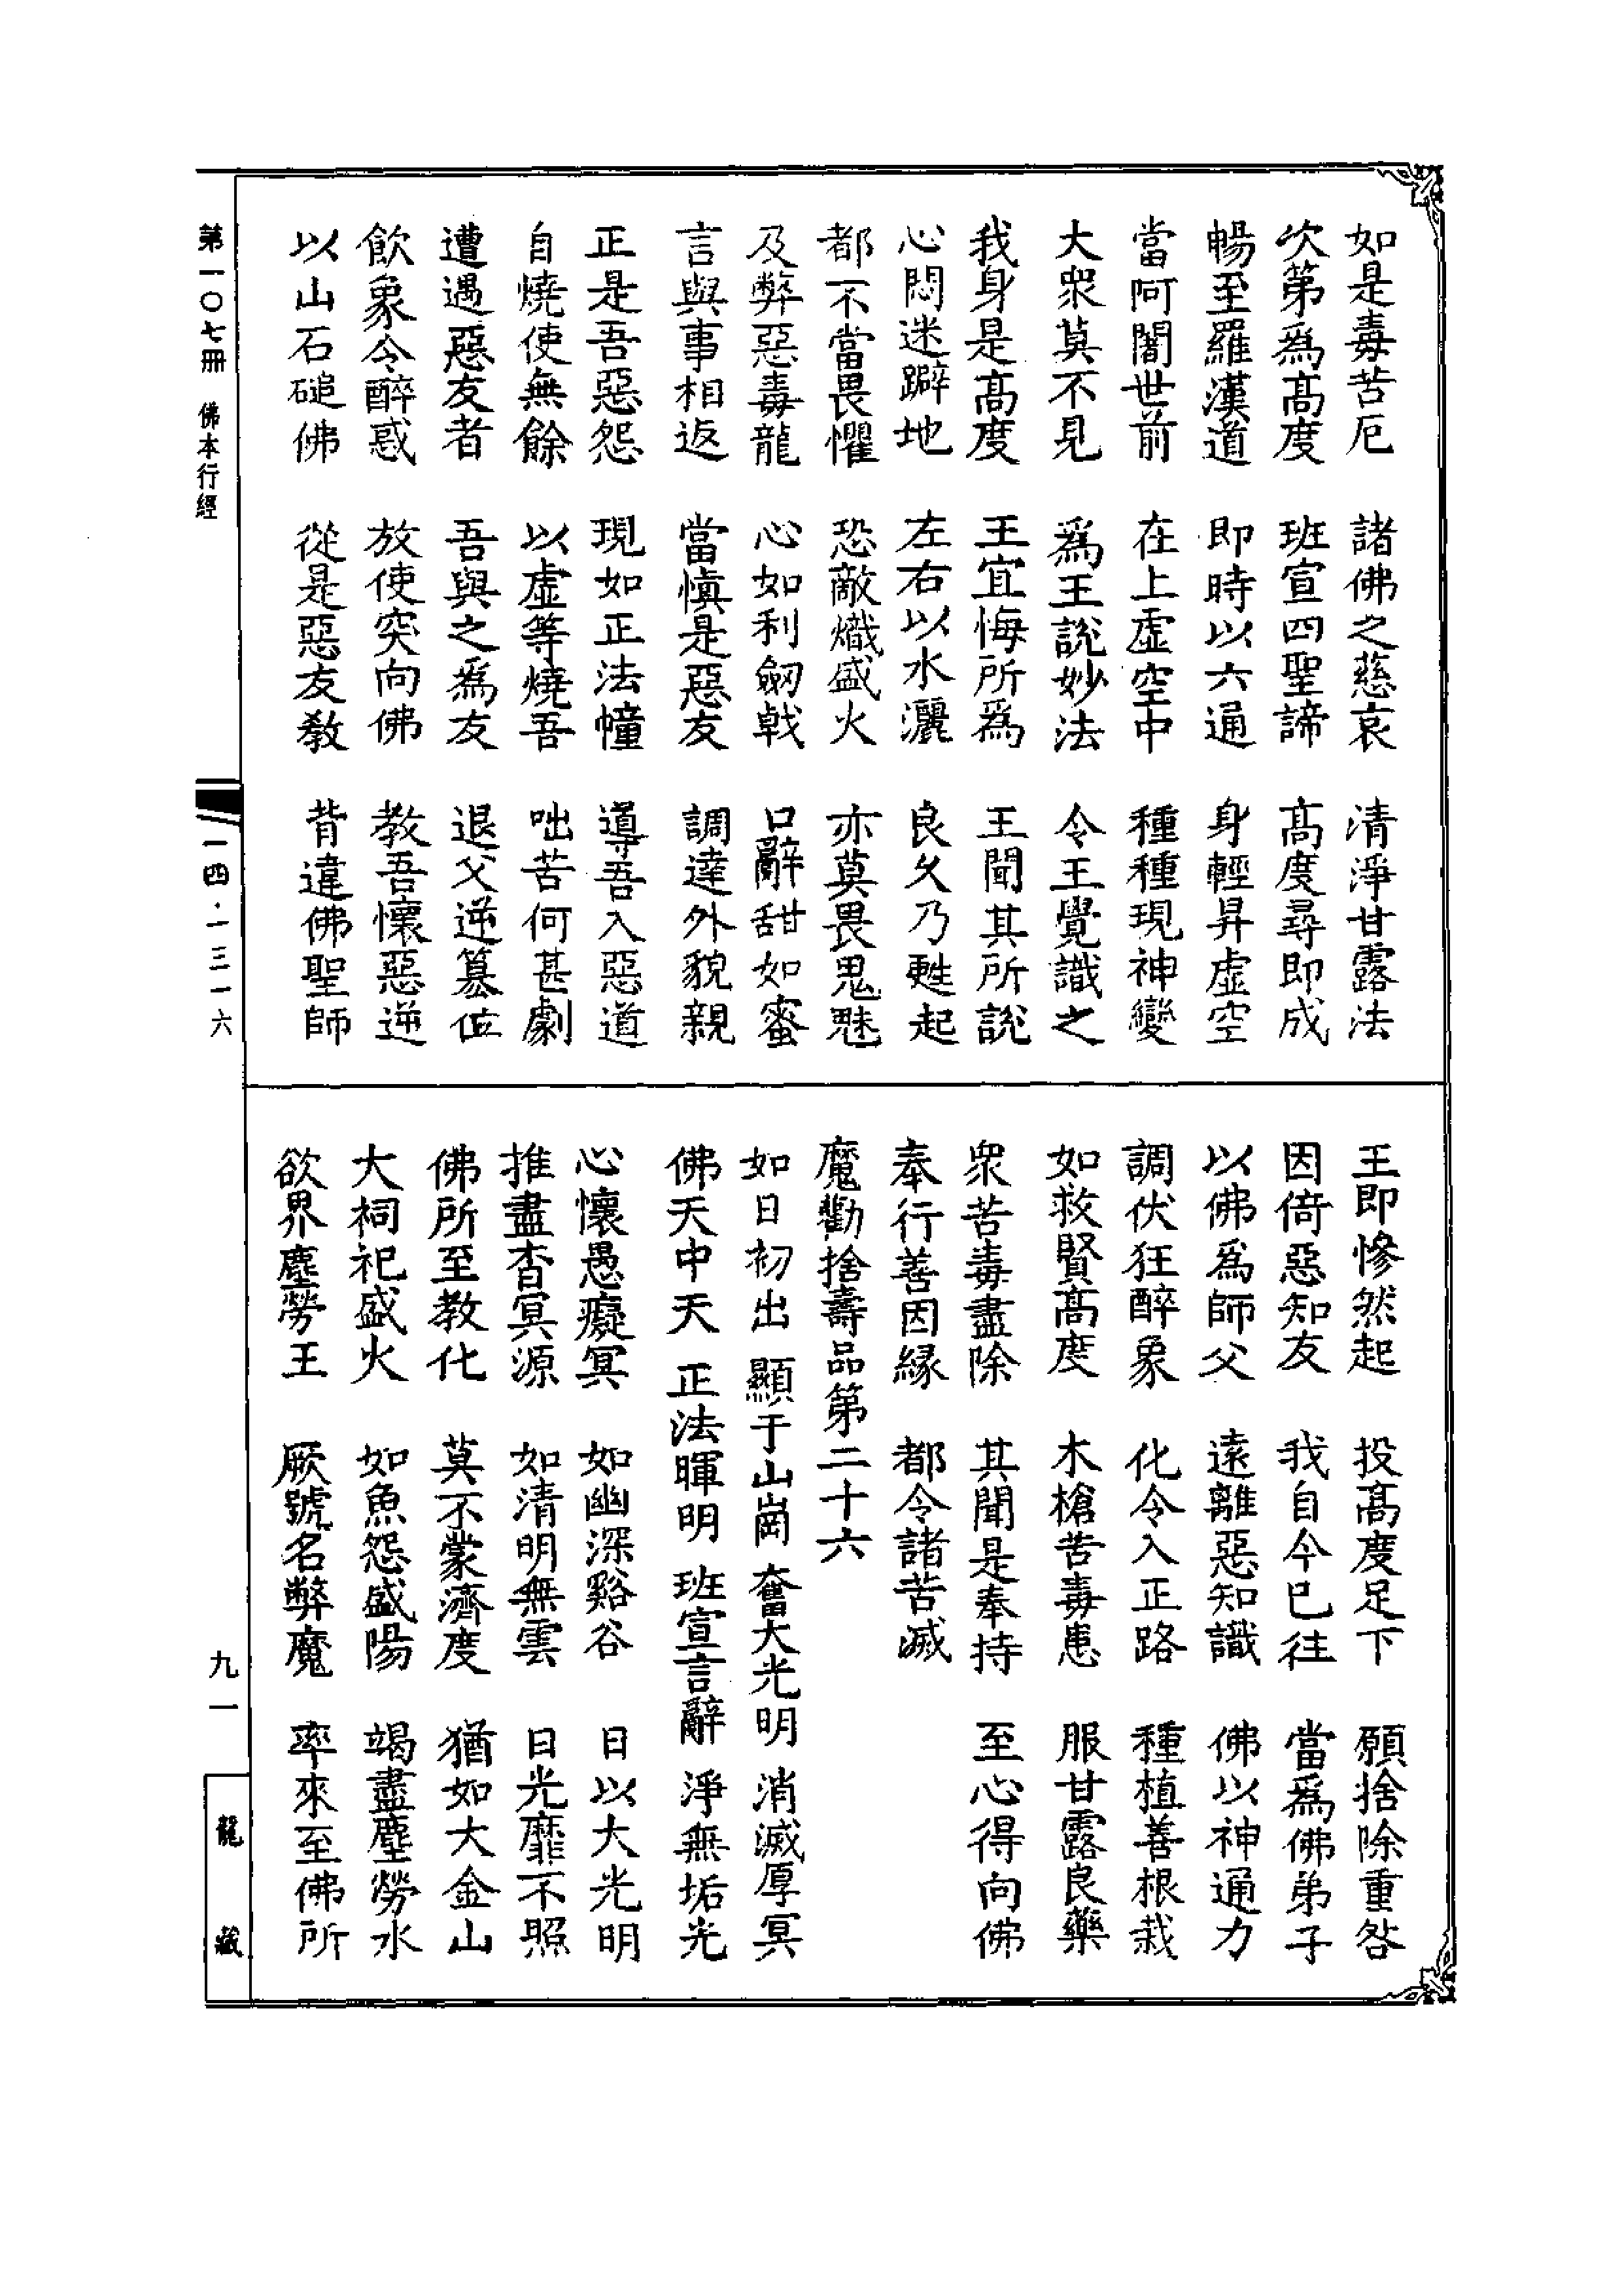 如是毒苦厄　諸佛之慈哀　清淨甘露法
次第爲高度　班宣四聖諦　高度尋即成
暢至羅漢道　即時以六通　身輕昇虛空
當阿闍世前　在上虛空中　種種現神變
大衆莫不見　爲王說妙法　令王覺識之
我身是高度　王宜悔所爲　王聞其所說
心悶迷躃地　左右以水灑　良久乃甦起
都不當畏懼　恐敵熾盛火　亦莫畏鬼魅
及弊惡毒龍　心如利劒戟　口辭甜如蜜
言與事相返　當愼是惡友　調達外貌親
正是吾惡怨　現如正法幢　導吾入惡道
自燒使無餘　以虛等燒吾　咄苦何甚劇
遭遇惡友者　吾與之爲友　退父逆簒位
飲象令醉惑　放使突向佛　教吾懷惡逆
以山石磓佛　從是惡友教　背違佛聖師
王即慘然起　投高度足下　願捨除重咎
因倚惡知友　我自今已往　當爲佛弟子
以佛爲師父　遠離惡知識　佛以神通力
調伏狂醉象　化令入正路　種植善根栽
如救賢高度　木槍苦毒患　服甘露良藥
衆苦毒盡除　其聞是奉持　至心得向佛
奉行善因緣　都令諸苦滅
魔勸捨壽品第二十六
如日初出　顯于山崗　奮大光明　消滅厚冥
佛天中天　正法暉明　班宣言辭　淨無垢光
心懷愚癡冥　如幽深谿谷　日以大光明
推盡杳冥源　如清明無雲　日光靡不照
佛所至教化　莫不蒙濟度　猶如大金山
大祠祀盛火　如魚怨盛陽　竭盡塵勞水
欲界塵勞王　厥號名弊魔　率來至佛所
第一〇七冊　佛本行經
一四·一三一六
九一
龍藏